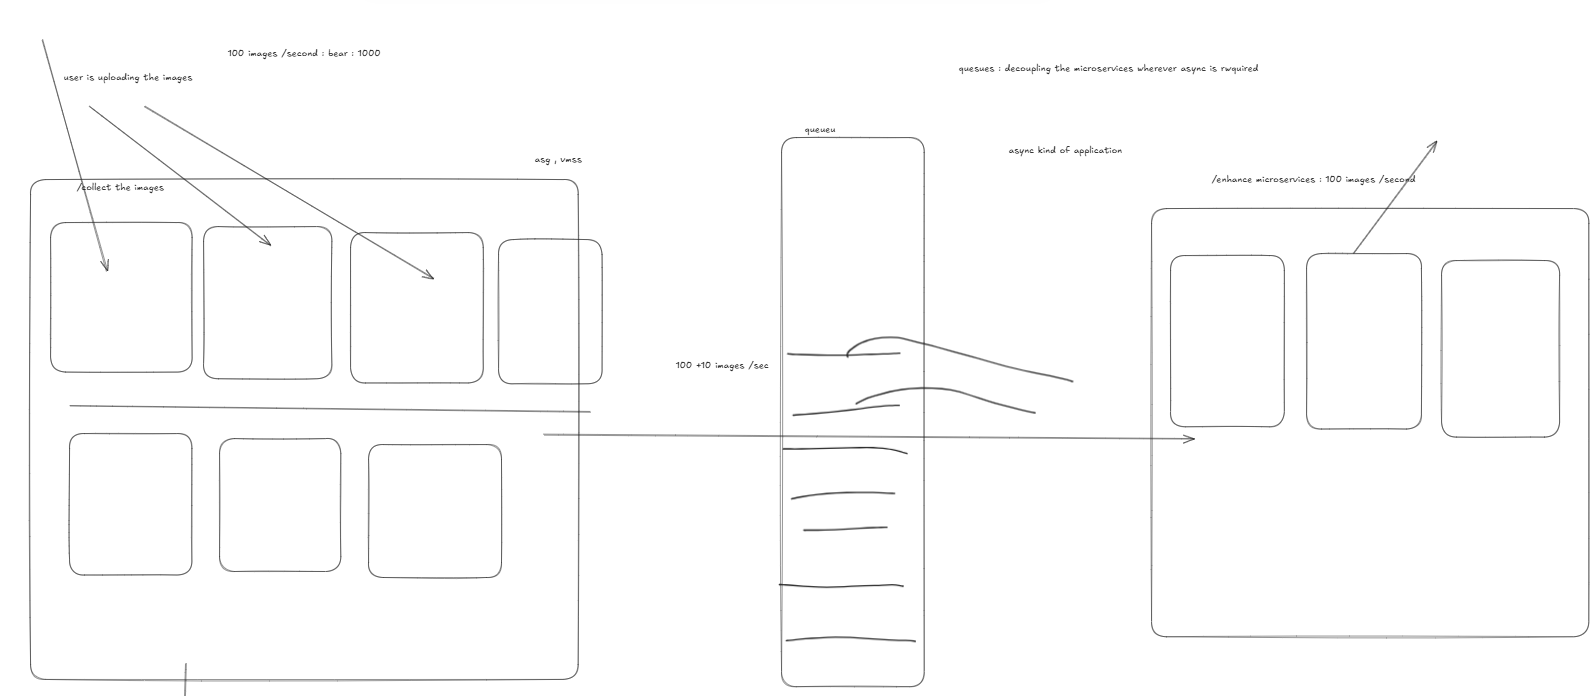 100 images /second : bear : 1000
user is uploading the images
quesues : decoupling the microservices wherever async is rwquired
queueu
async kind of application
asg , vmss
/enhance microservices : 100 images /second
/collect the images
100 +10 images /sec